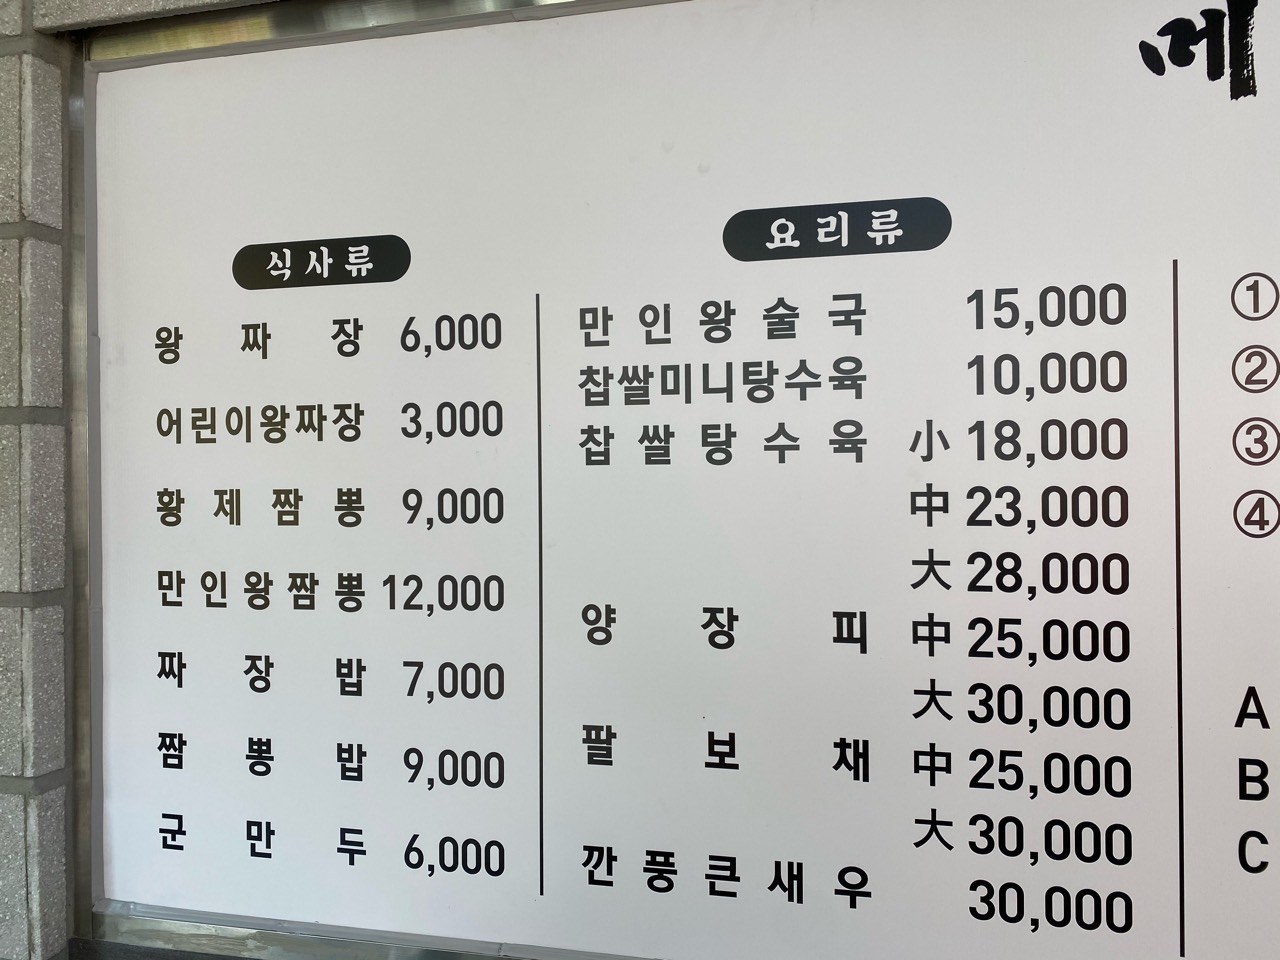 메
식사류
왕짜장 6,000
어린이왕짜장 3,000
황제짬뽕 9,000
만인왕짬뽕 12,000
짜장밥 7,000
짬뽕밥 9,000
군만두 6,000
요리류
만인왕술국 15,000
찹쌀미니탕수육 10,000
찹쌀탕수육 小 18,000
中 23,000
大 28,000
양장피 中 25,000
大 30,000
팔보채 中 25,000
大 30,000
깐풍큰새우 30,000
①
②
③
④
A
B
C